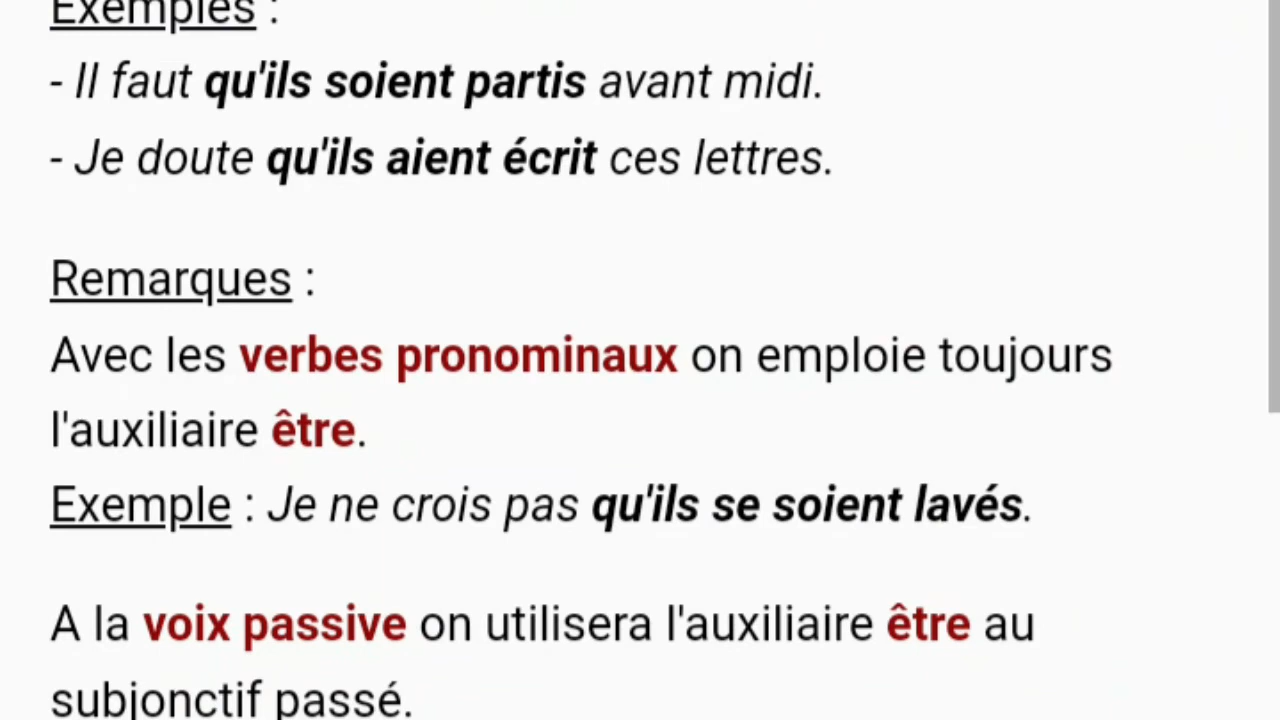 Exemples :
- Il faut qu'ils soient partis avant midi.
- Je doute qu'ils aient écrit ces lettres.
Remarques :
Avec les verbes pronominaux on emploie toujours
l'auxiliaire être.
Exemple : Je ne crois pas qu'ils se soient lavés.
A la voix passive on utilisera l'auxiliaire être au
subjonctif passé.